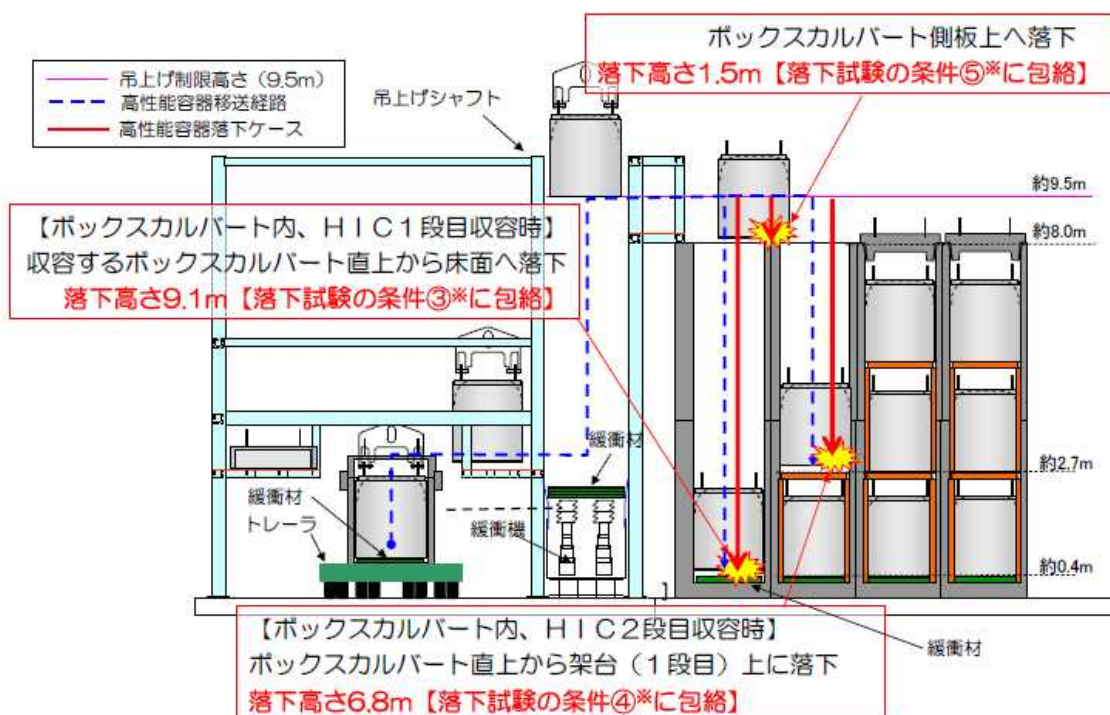 ボックスカルバート側板上へ落下
落下高さ1.5m【落下試験の条件⑤※に包絡】
吊上げ制限高さ（9.5m）
高性能容器移送経路
高性能容器落下ケース
吊上げシャフト
約9.5m
【ボックスカルバート内、ＨＩＣ１段目収容時】
収容するボックスカルバート直上から床面へ落下
落下高さ9.1m【落下試験の条件③※に包絡】
約8.0m
緩衝材
緩衝材
トレーラ
緩衝機
約2.7m
約0.4m
【ボックスカルバート内、ＨＩＣ２段目収容時】
ボックスカルバート直上から架台（１段目）上に落下
落下高さ6.8m【落下試験の条件④※に包絡】
緩衝材